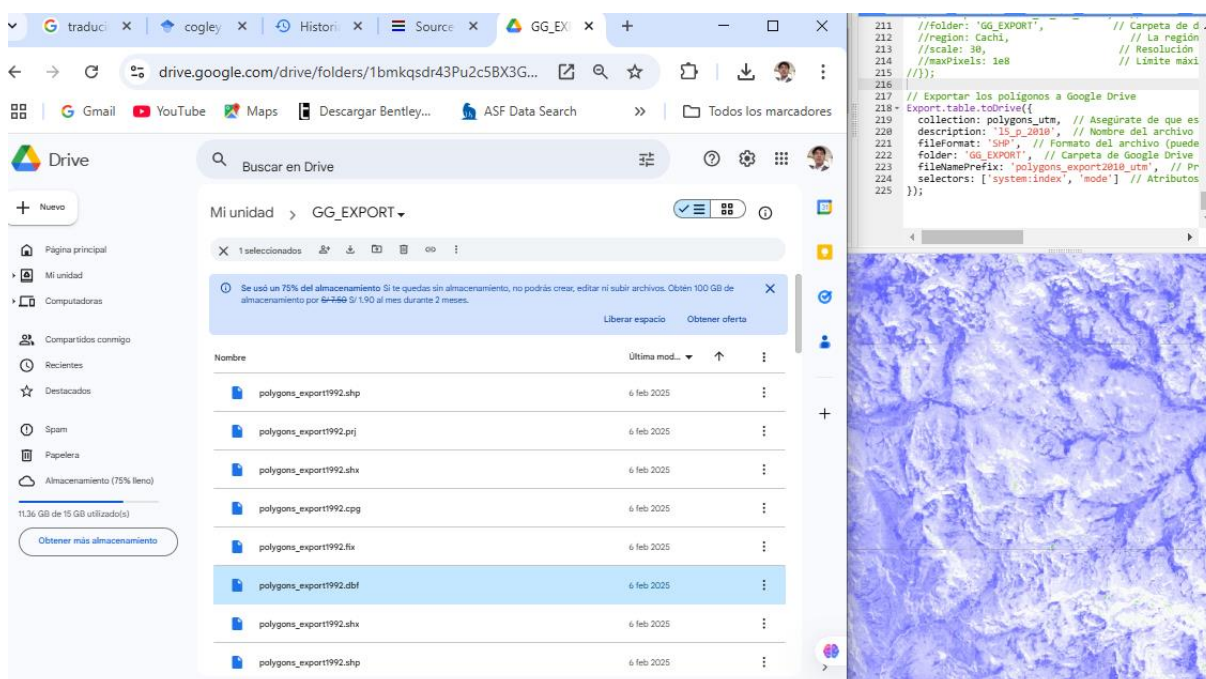 traduci
cogley
Histori
Source
GG_EX
drive.google.com/drive/folders/1bmkqsdr43Pu2c5BX3G...
Gmail
YouTube
Maps
Descargar Bentley...
ASF Data Search
Todos los marcadores
Drive
Buscar en Drive
Nuevo
Mi unidad > GG_EXPORT
1 seleccionados
Página principal
Mi unidad
Computadoras
Compartidos conmigo
Recientes
Destacados
Spam
Papelera
Almacenamiento (75% lleno)
11.36 GB de 15 GB utilizado(s)
Obtener más almacenamiento
Se usó un 75% del almacenamiento Si te quedas sin almacenamiento, no podrás crear, editar ni subir archivos. Obtén 100 GB de
almacenamiento por S/ 7.50 S/ 1.90 al mes durante 2 meses.
Liberar espacio Obtener oferta
Nombre Última mod...
polygons_export1992.shp 6 feb 2025
polygons_export1992.prj 6 feb 2025
polygons_export1992.shx 6 feb 2025
polygons_export1992.cpg 6 feb 2025
polygons_export1992.fix 6 feb 2025
polygons_export1992.dbf 6 feb 2025
polygons_export1992.shx 6 feb 2025
polygons_export1992.shp 6 feb 2025
211 //folder: 'GG_EXPORT', // Carpeta de d
212 //region: Cachi, // La región
213 //scale: 30, // Resolución
214 //maxPixels: 1e8 // Límite máxi
215 //});
216
217 // Exportar los polígonos a Google Drive
218 Export.table.toDrive({
219 collection: polygons_utm, // Asegúrate de que es
220 description: 'l5_p_2010', // Nombre del archivo
221 fileFormat: 'SHP', // Formato del archivo (puede
222 folder: 'GG_EXPORT', // Carpeta de Google Drive
223 fileNamePrefix: 'polygons_export2010_utm', // Pr
224 selectors: ['system:index', 'mode'] // Atributos
225 });